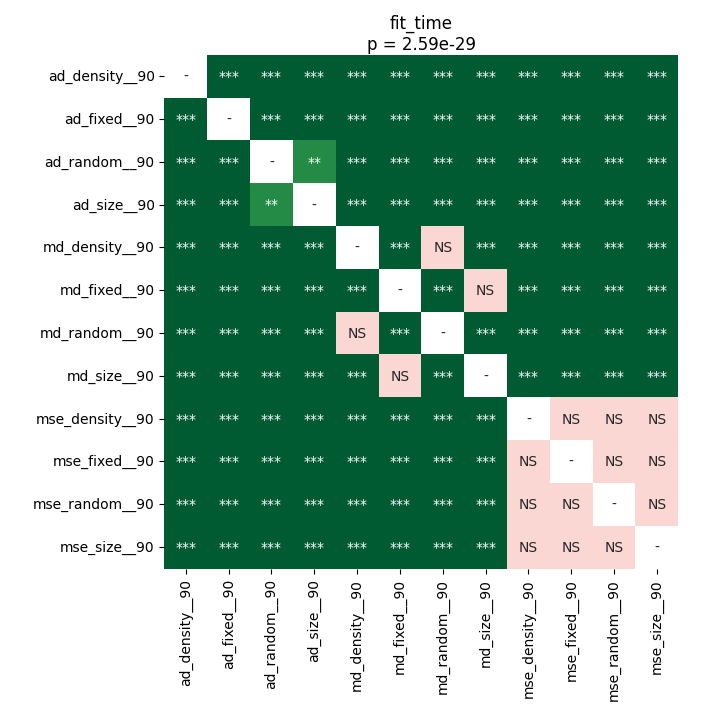 fit_time
p = 2.59e-29
ad_density__90 - *** *** *** *** *** *** *** *** *** *** ***
ad_fixed__90 *** - *** *** *** *** *** *** *** *** *** ***
ad_random__90 *** *** - ** *** *** *** *** *** *** *** ***
ad_size__90 *** *** ** - *** *** *** *** *** *** *** ***
md_density__90 *** *** *** *** - *** NS *** *** *** *** ***
md_fixed__90 *** *** *** *** *** - *** NS *** *** *** ***
md_random__90 *** *** *** *** NS *** - *** *** *** *** ***
md_size__90 *** *** *** *** *** NS *** - *** *** *** ***
mse_density__90 *** *** *** *** *** *** *** *** - NS NS NS
mse_fixed__90 *** *** *** *** *** *** *** *** NS - NS NS
mse_random__90 *** *** *** *** *** *** *** *** NS NS - NS
mse_size__90 *** *** *** *** *** *** *** *** NS NS NS -
ad_density__90
ad_fixed__90
ad_random__90
ad_size__90
md_density__90
md_fixed__90
md_random__90
md_size__90
mse_density__90
mse_fixed__90
mse_random__90
mse_size__90